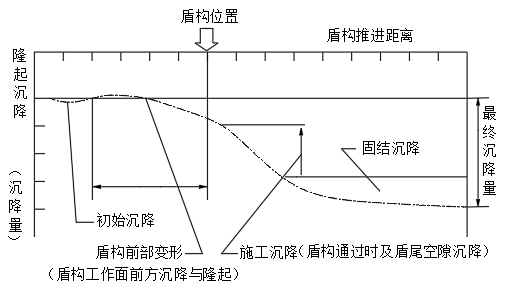 盾构位置
盾构推进距离
隆起沉降
(沉降量)
最终沉降量
固结沉降
初始沉降
盾构前部变形
(盾构工作面前方沉降与隆起)
施工沉降(盾构通过时及盾尾空隙沉降)